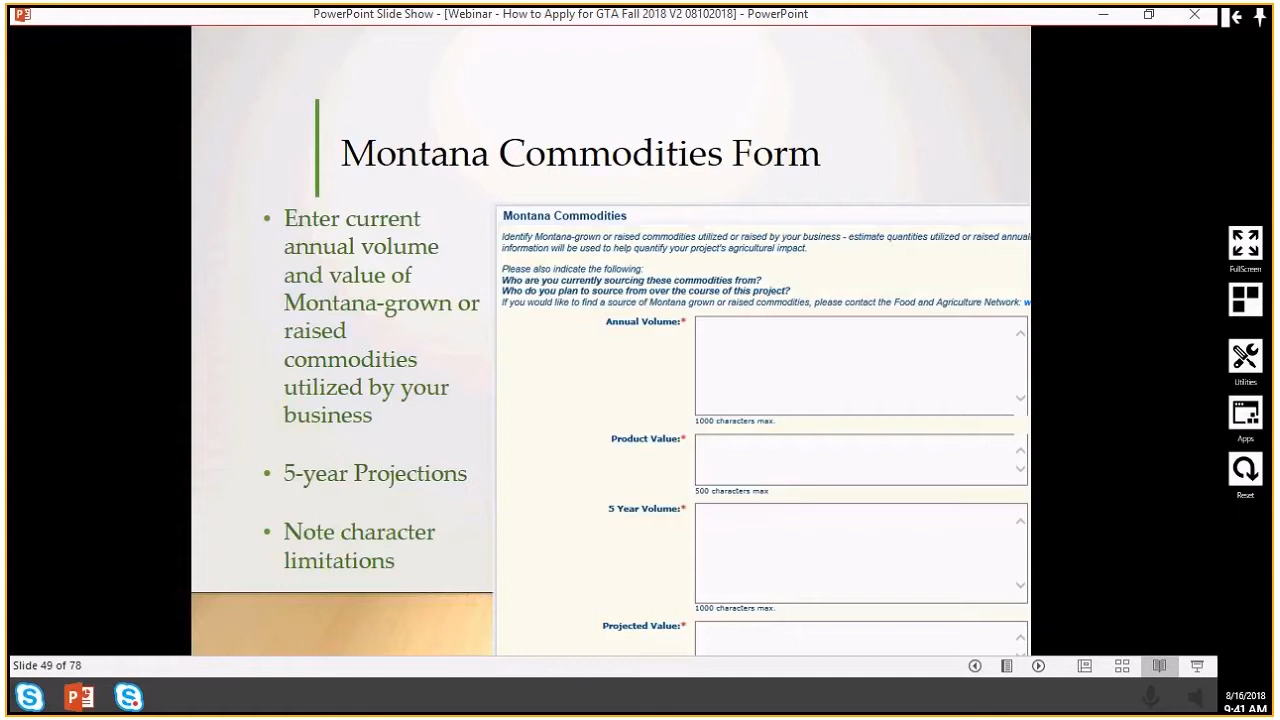 PowerPoint Slide Show - [Webinar - How to Apply for GTA Fall 2018 V2 08102018] - PowerPoint
Montana Commodities Form
• Enter current
annual volume
and value of
Montana-grown or
raised
commodities
utilized by your
business
• 5-year Projections
• Note character
limitations
Montana Commodities
Identify Montana-grown or raised commodities utilized or raised by your business - estimate quantities utilized or raised annual
information will be used to help quantify your project's agricultural impact.
Please also indicate the following:
Who are you currently sourcing these commodities from?
Who do you plan to source from over the course of this project?
If you would like to find a source of Montana grown or raised commodities, please contact the Food and Agriculture Network: w
Annual Volume:*
1000 characters max.
Product Value:*
500 characters max
5 Year Volume:*
1000 characters max.
Projected Value:*
FullScreen
Utilities
Apps
Reset
Slide 49 of 78
8/16/2018
9:41 AM